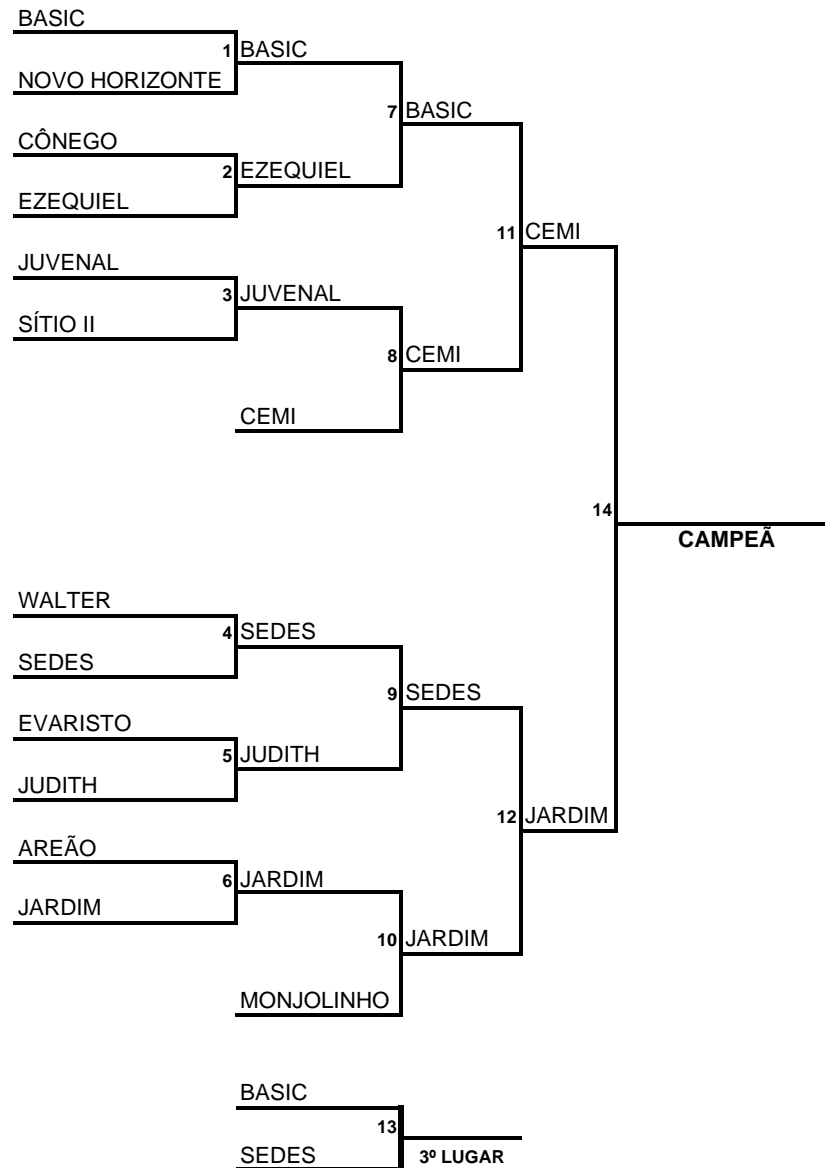 BASIC
1 BASIC
NOVO HORIZONTE
7 BASIC
CÔNEGO
2 EZEQUIEL
EZEQUIEL
11 CEMI
JUVENAL
3 JUVENAL
SÍTIO II
8 CEMI
CEMI
14
CAMPEÃ
WALTER
4 SEDES
SEDES
9 SEDES
EVARISTO
5 JUDITH
JUDITH
12 JARDIM
AREÃO
6 JARDIM
JARDIM
10 JARDIM
MONJOLINHO
BASIC
13
SEDES
3º LUGAR